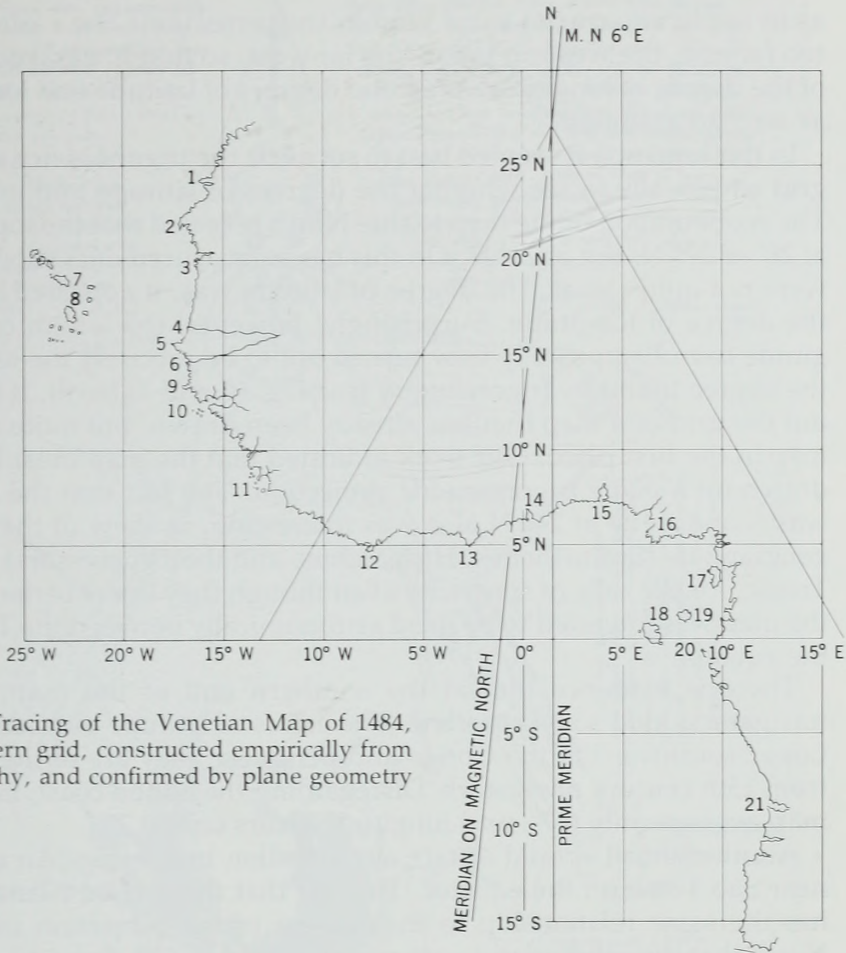 N
M. N 6° E
25° N
1
2
20° N
3
7
8
4
15° N
5
6
9
10
10° N
11
14
15
16
5° N
12
13
17
18
19
25° W 20° W 15° W 10° W 5° W 0° 5° E 20 10° E 15° E
5° S
MERIDIAN ON MAGNETIC NORTH
PRIME MERIDIAN
21
10° S
15° S
Tracing of the Venetian Map of 1484,
ern grid, constructed empirically from
hy, and confirmed by plane geometry